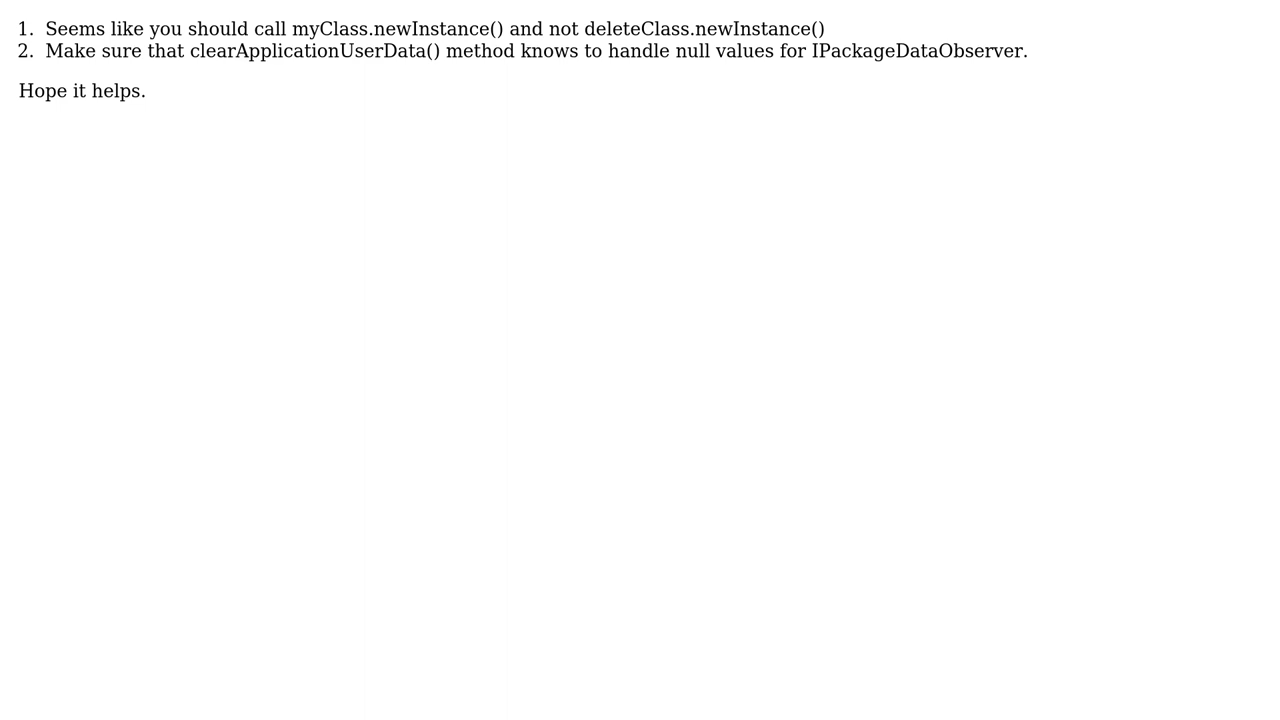 1. Seems like you should call myClass.newInstance() and not deleteClass.newInstance()
2. Make sure that clearApplicationUserData() method knows to handle null values for IPackageDataObserver.
Hope it helps.